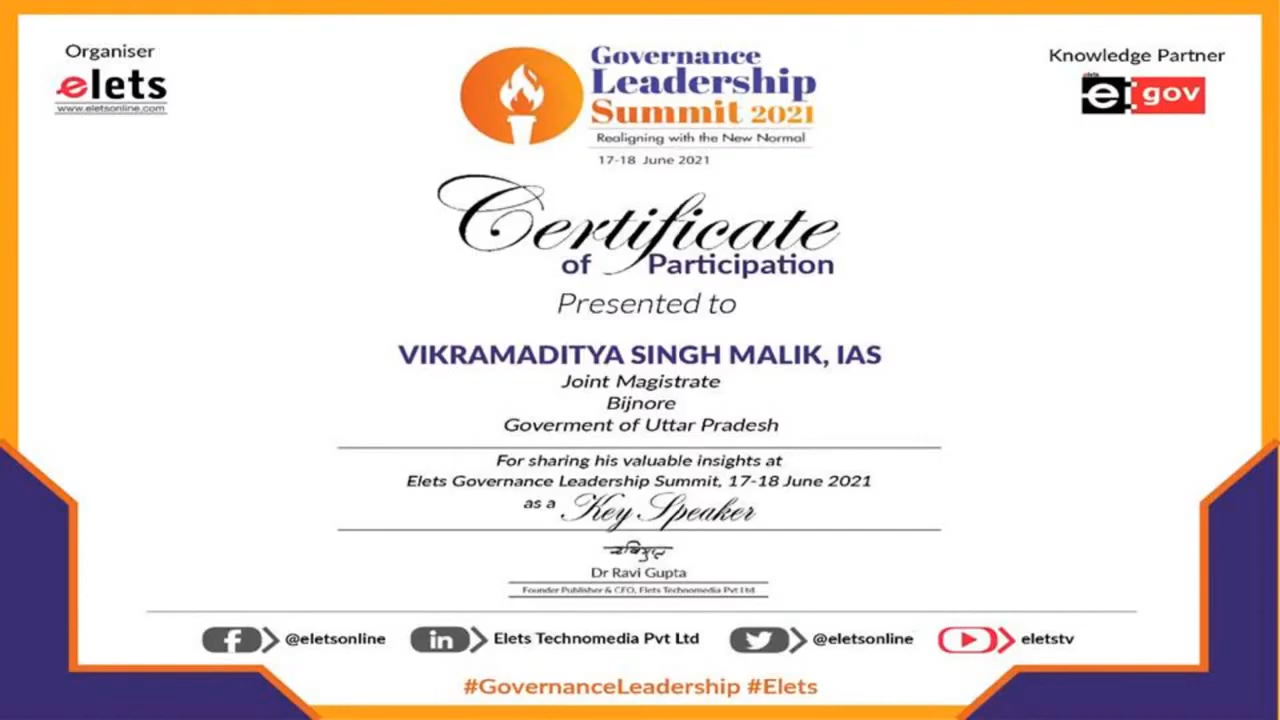 Organiser
elets
www.eletsonline.com
Governance
Leadership
Summit 2021
Realigning with the New Normal
17-18 June 2021
Knowledge Partner
elets
e gov
Certificate
of Participation
Presented to
VIKRAMADITYA SINGH MALIK, IAS
Joint Magistrate
Bijnore
Goverment of Uttar Pradesh
For sharing his valuable insights at
Elets Governance Leadership Summit, 17-18 June 2021
as a Key Speaker
Dr Ravi Gupta
Founder Publisher & CEO, Elets Technomedia Pvt Ltd
@eletsonline
Elets Technomedia Pvt Ltd
@eletsonline
eletstv
#GovernanceLeadership #Elets